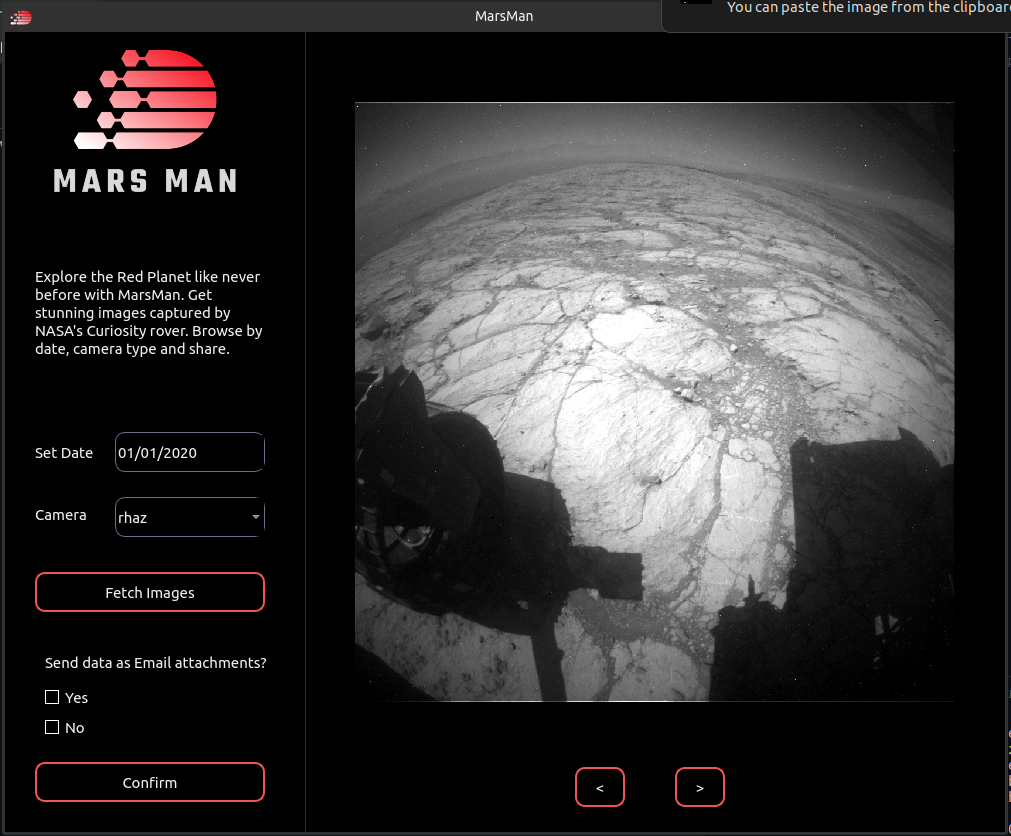 MarsMan
You can paste the image from the clipboard
MARS MAN
Explore the Red Planet like never
before with MarsMan. Get
stunning images captured by
NASA's Curiosity rover. Browse by
date, camera type and share.
Set Date
01/01/2020
Camera
rhaz
Fetch Images
Send data as Email attachments?
Yes
No
Confirm
<
>